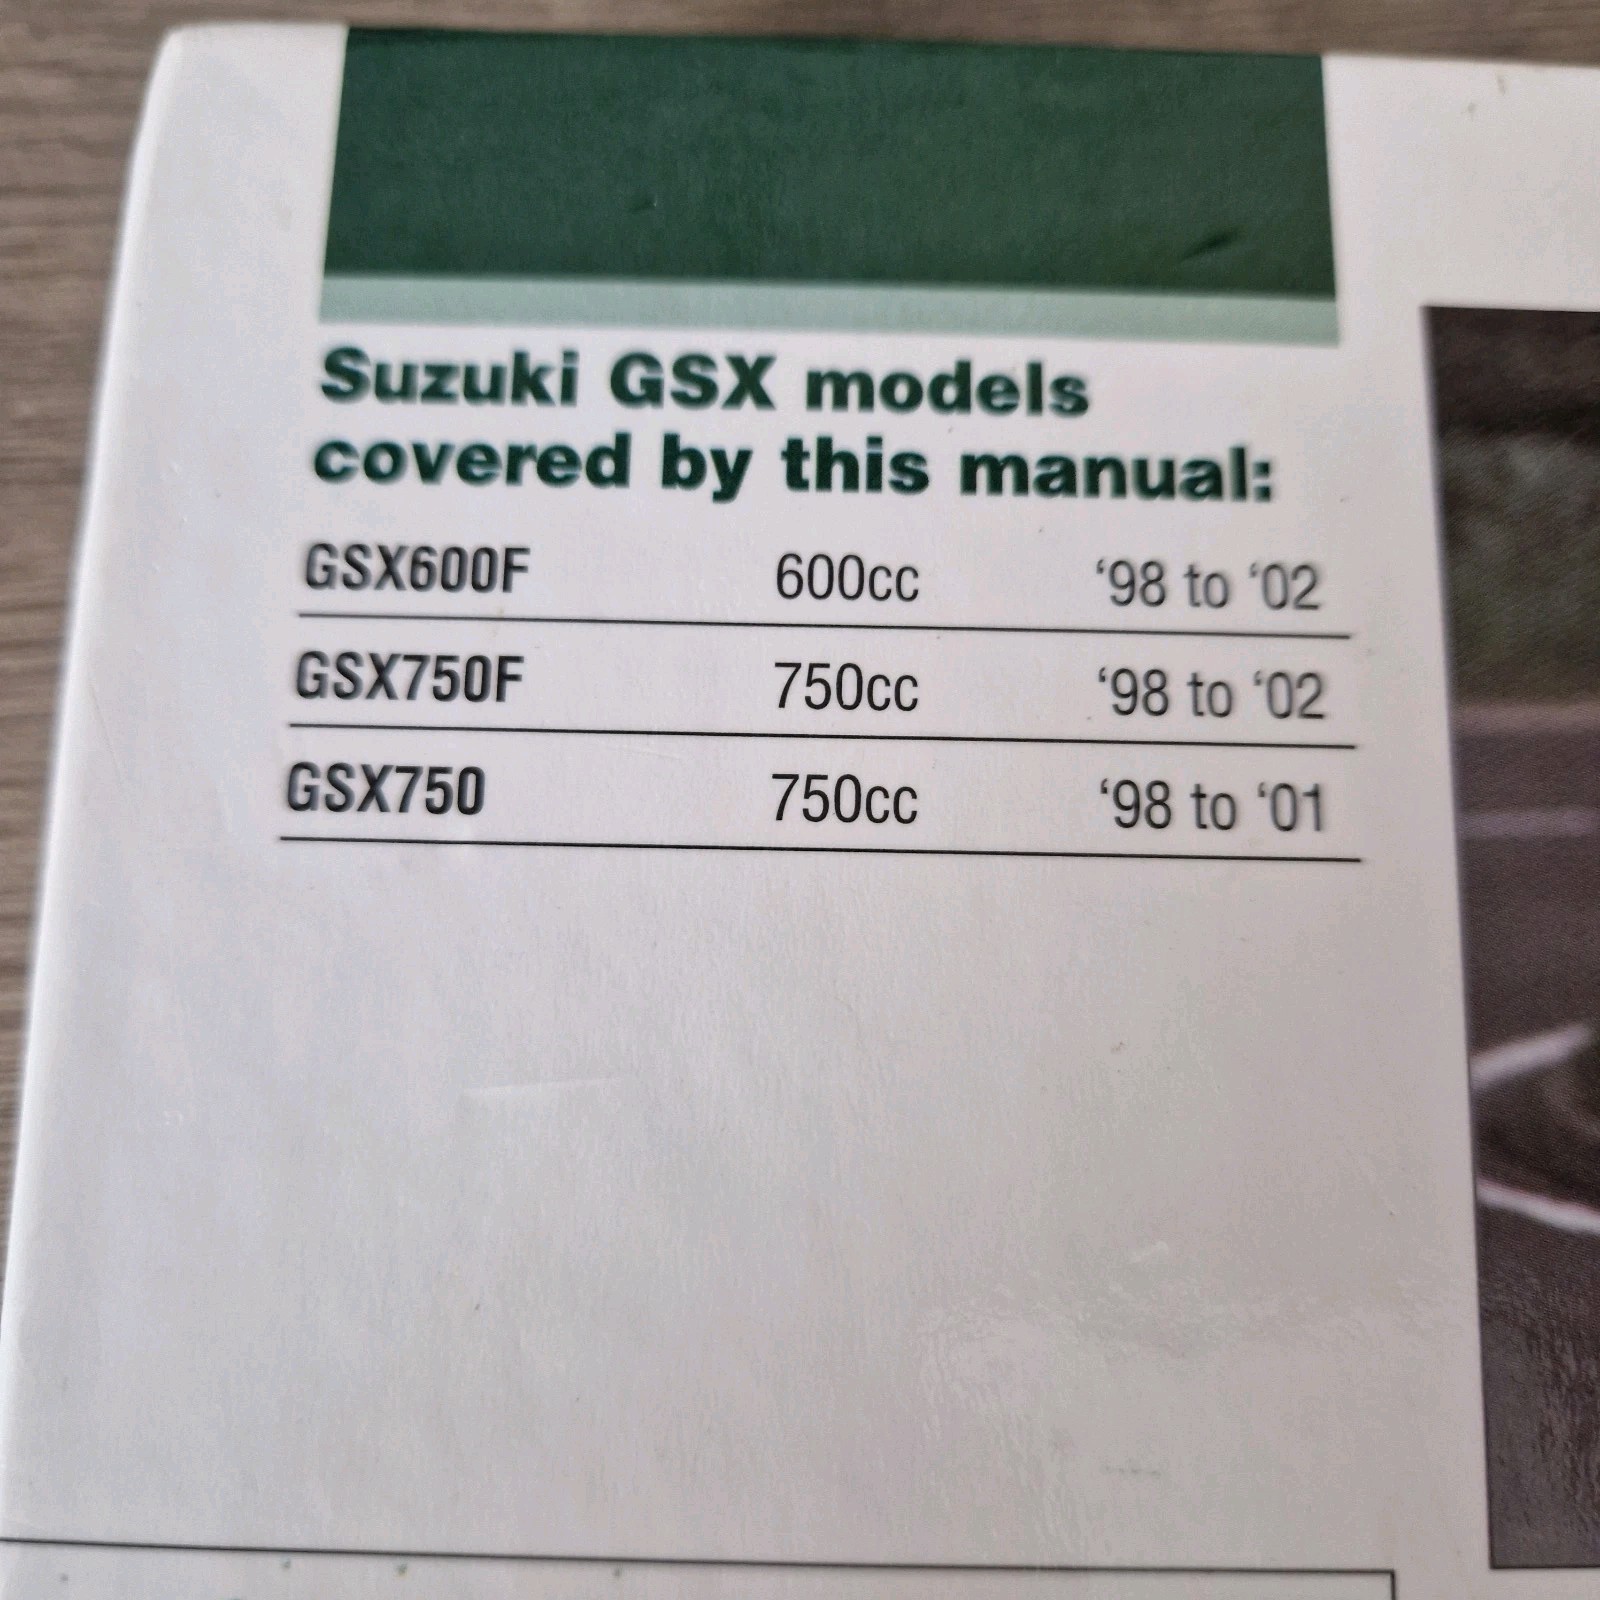 Suzuki GSX models
covered by this manual:
GSX600F 600cc ‘98 to ‘02
GSX750F 750cc ‘98 to ‘02
GSX750 750cc ‘98 to ‘01